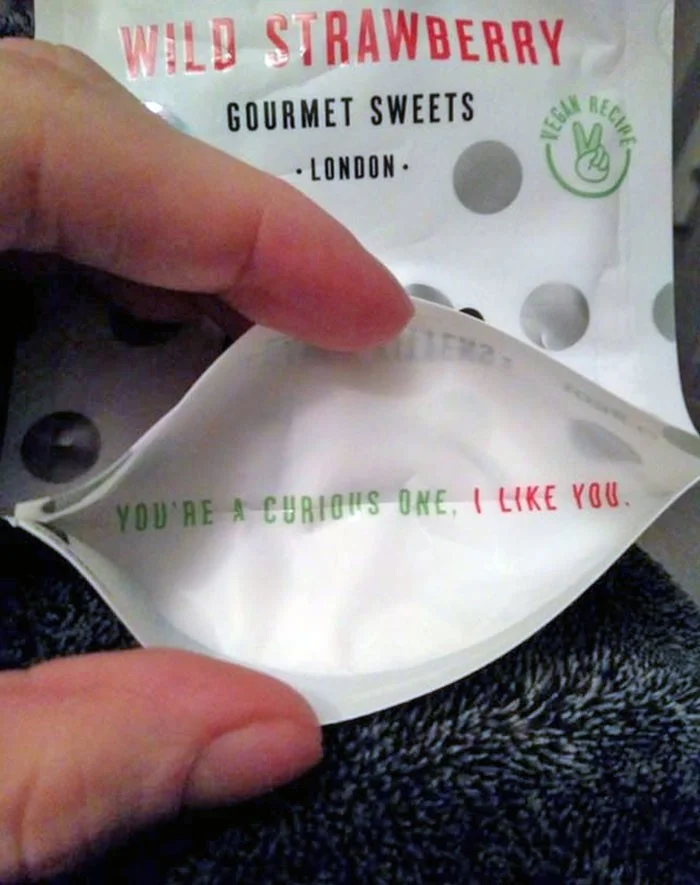 WILD STRAWBERRY
GOURMET SWEETS
·LONDON·
VEGAN RECIPE
YOU'RE A CURIOUS ONE, I LIKE YOU.